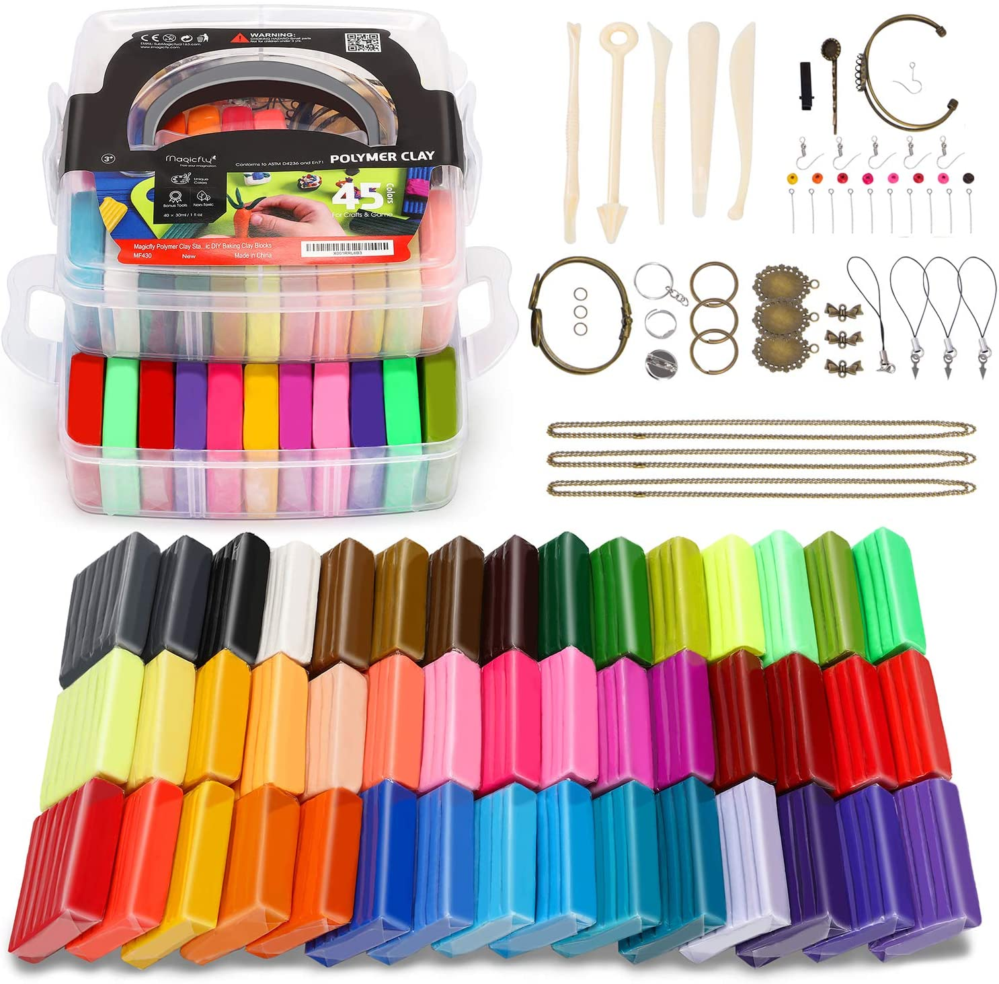 WARNING:
CHOKING HAZARD-Small parts
Not for children under 3 yrs.
EMAIL: SubMagicfly@163.com
www.imagicfly.com
3+
Magicfly
Free your imagination
Conforms to ASTM D4236 and En71
POLYMER CLAY
Unique
Colors
Bonus Tools
Non-Toxic
40 × 30ml / 1 fl oz
45
Colors
For Crafts & Game
Magicfly Polymer Clay Sta...ic DIY Baking Clay Blocks
MF430
New
Made in China
X001RRL6B3